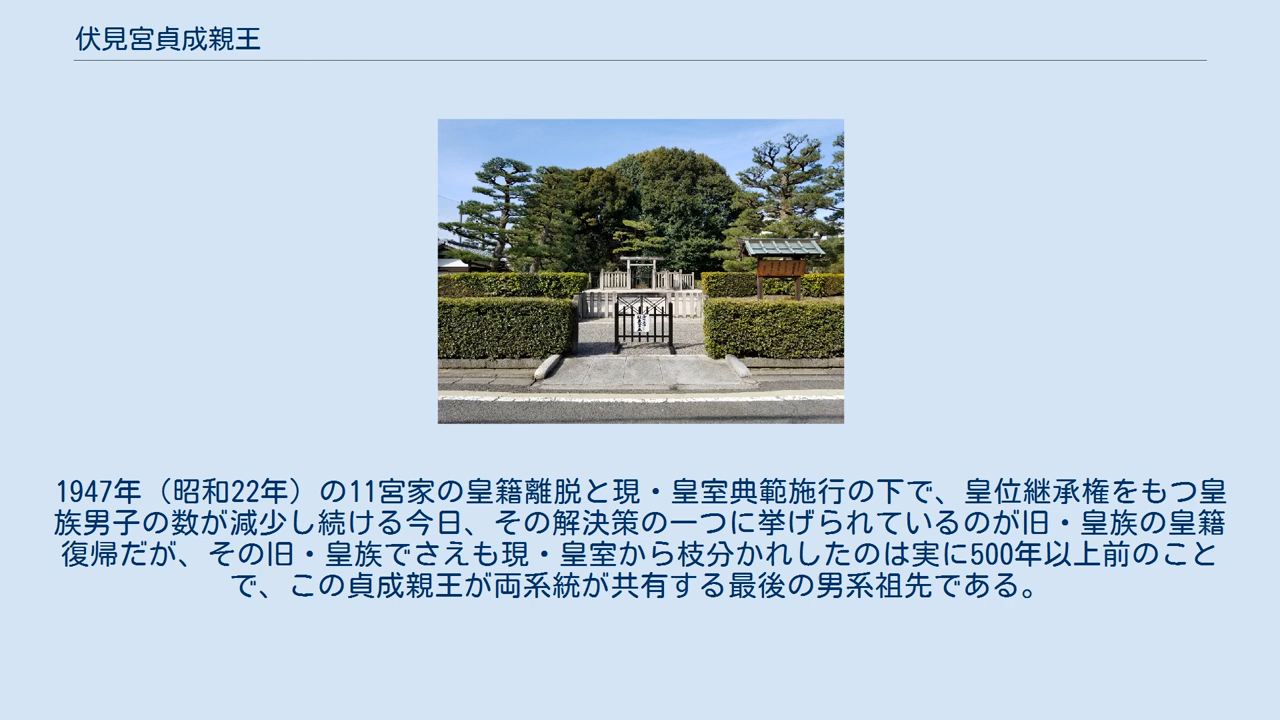 伏見宮貞成親王
1947年（昭和22年）の11宮家の皇籍離脱と現・皇室典範施行の下で、皇位継承権をもつ皇
族男子の数が減少し続ける今日、その解決策の一つに挙げられているのが旧・皇族の皇籍
復帰だが、その旧・皇族でさえも現・皇室から枝分かれしたのは実に500年以上前のこと
で、この貞成親王が両系統が共有する最後の男系祖先である。